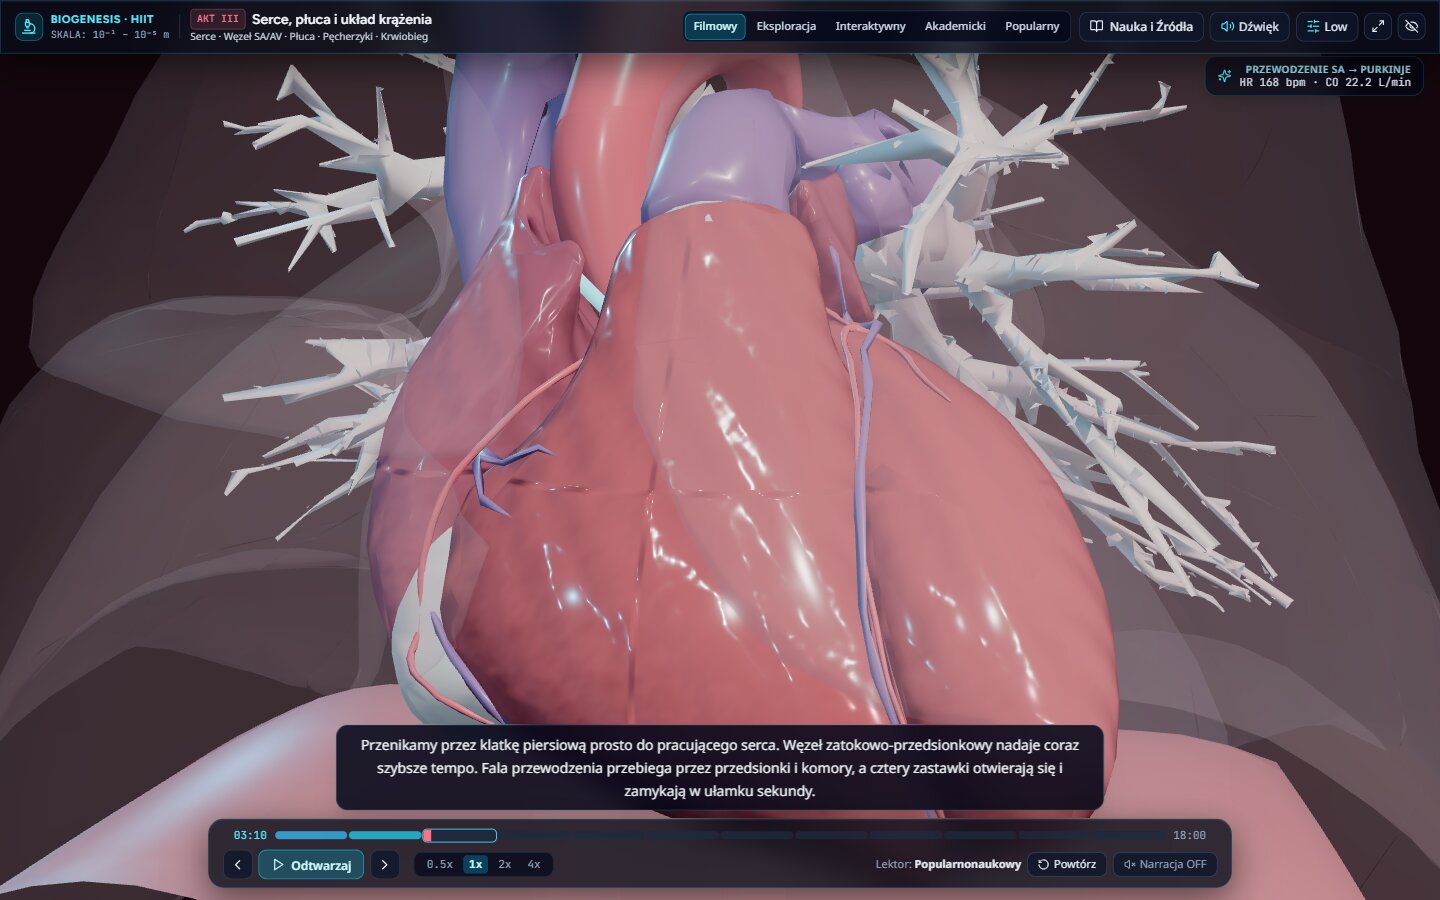 BIOGENESIS · HIIT
SKALA: 10⁻¹ – 10⁻⁵ m
AKT III
Serce, płuca i układ krążenia
Serce · Węzeł SA/AV · Płuca · Pęcherzyki · Krwiobieg
Filmowy
Eksploracja
Interaktywny
Akademicki
Popularny
Nauka i Źródła
Dźwięk
Low
PRZEWODZENIE SA → PURKINJE
HR 168 bpm · CO 22.2 L/min
Przenikamy przez klatkę piersiową prosto do pracującego serca. Węzeł zatokowo-przedsionkowy nadaje coraz
szybsze tempo. Fala przewodzenia przebiega przez przedsionki i komory, a cztery zastawki otwierają się i
zamykają w ułamku sekundy.
03:10
18:00
Odtwarzaj
0.5x
1x
2x
4x
Lektor: Popularnonaukowy
Powtórz
Narracja OFF